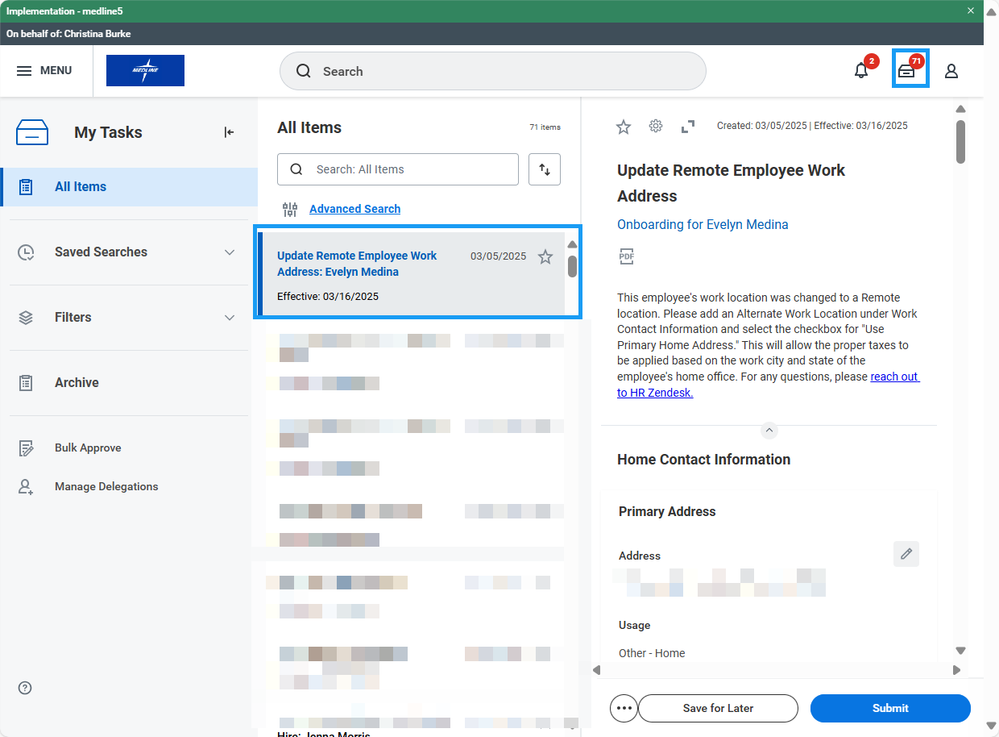 Implementation - medline5
On behalf of: Christina Burke
MENU
MEDLINE
Search
2
71
My Tasks
All Items
Saved Searches
Filters
Archive
Bulk Approve
Manage Delegations
All Items
71 items
Search: All Items
Advanced Search
Update Remote Employee Work
Address: Evelyn Medina
03/05/2025
Effective: 03/16/2025
Hire: Jenna Morris
Created: 03/05/2025 | Effective: 03/16/2025
Update Remote Employee Work
Address
Onboarding for Evelyn Medina
PDF
This employee's work location was changed to a Remote
location. Please add an Alternate Work Location under Work
Contact Information and select the checkbox for "Use
Primary Home Address." This will allow the proper taxes to
be applied based on the work city and state of the
employee's home office. For any questions, please reach out
to HR Zendesk.
Home Contact Information
Primary Address
Address
Usage
Other - Home
Save for Later
Submit